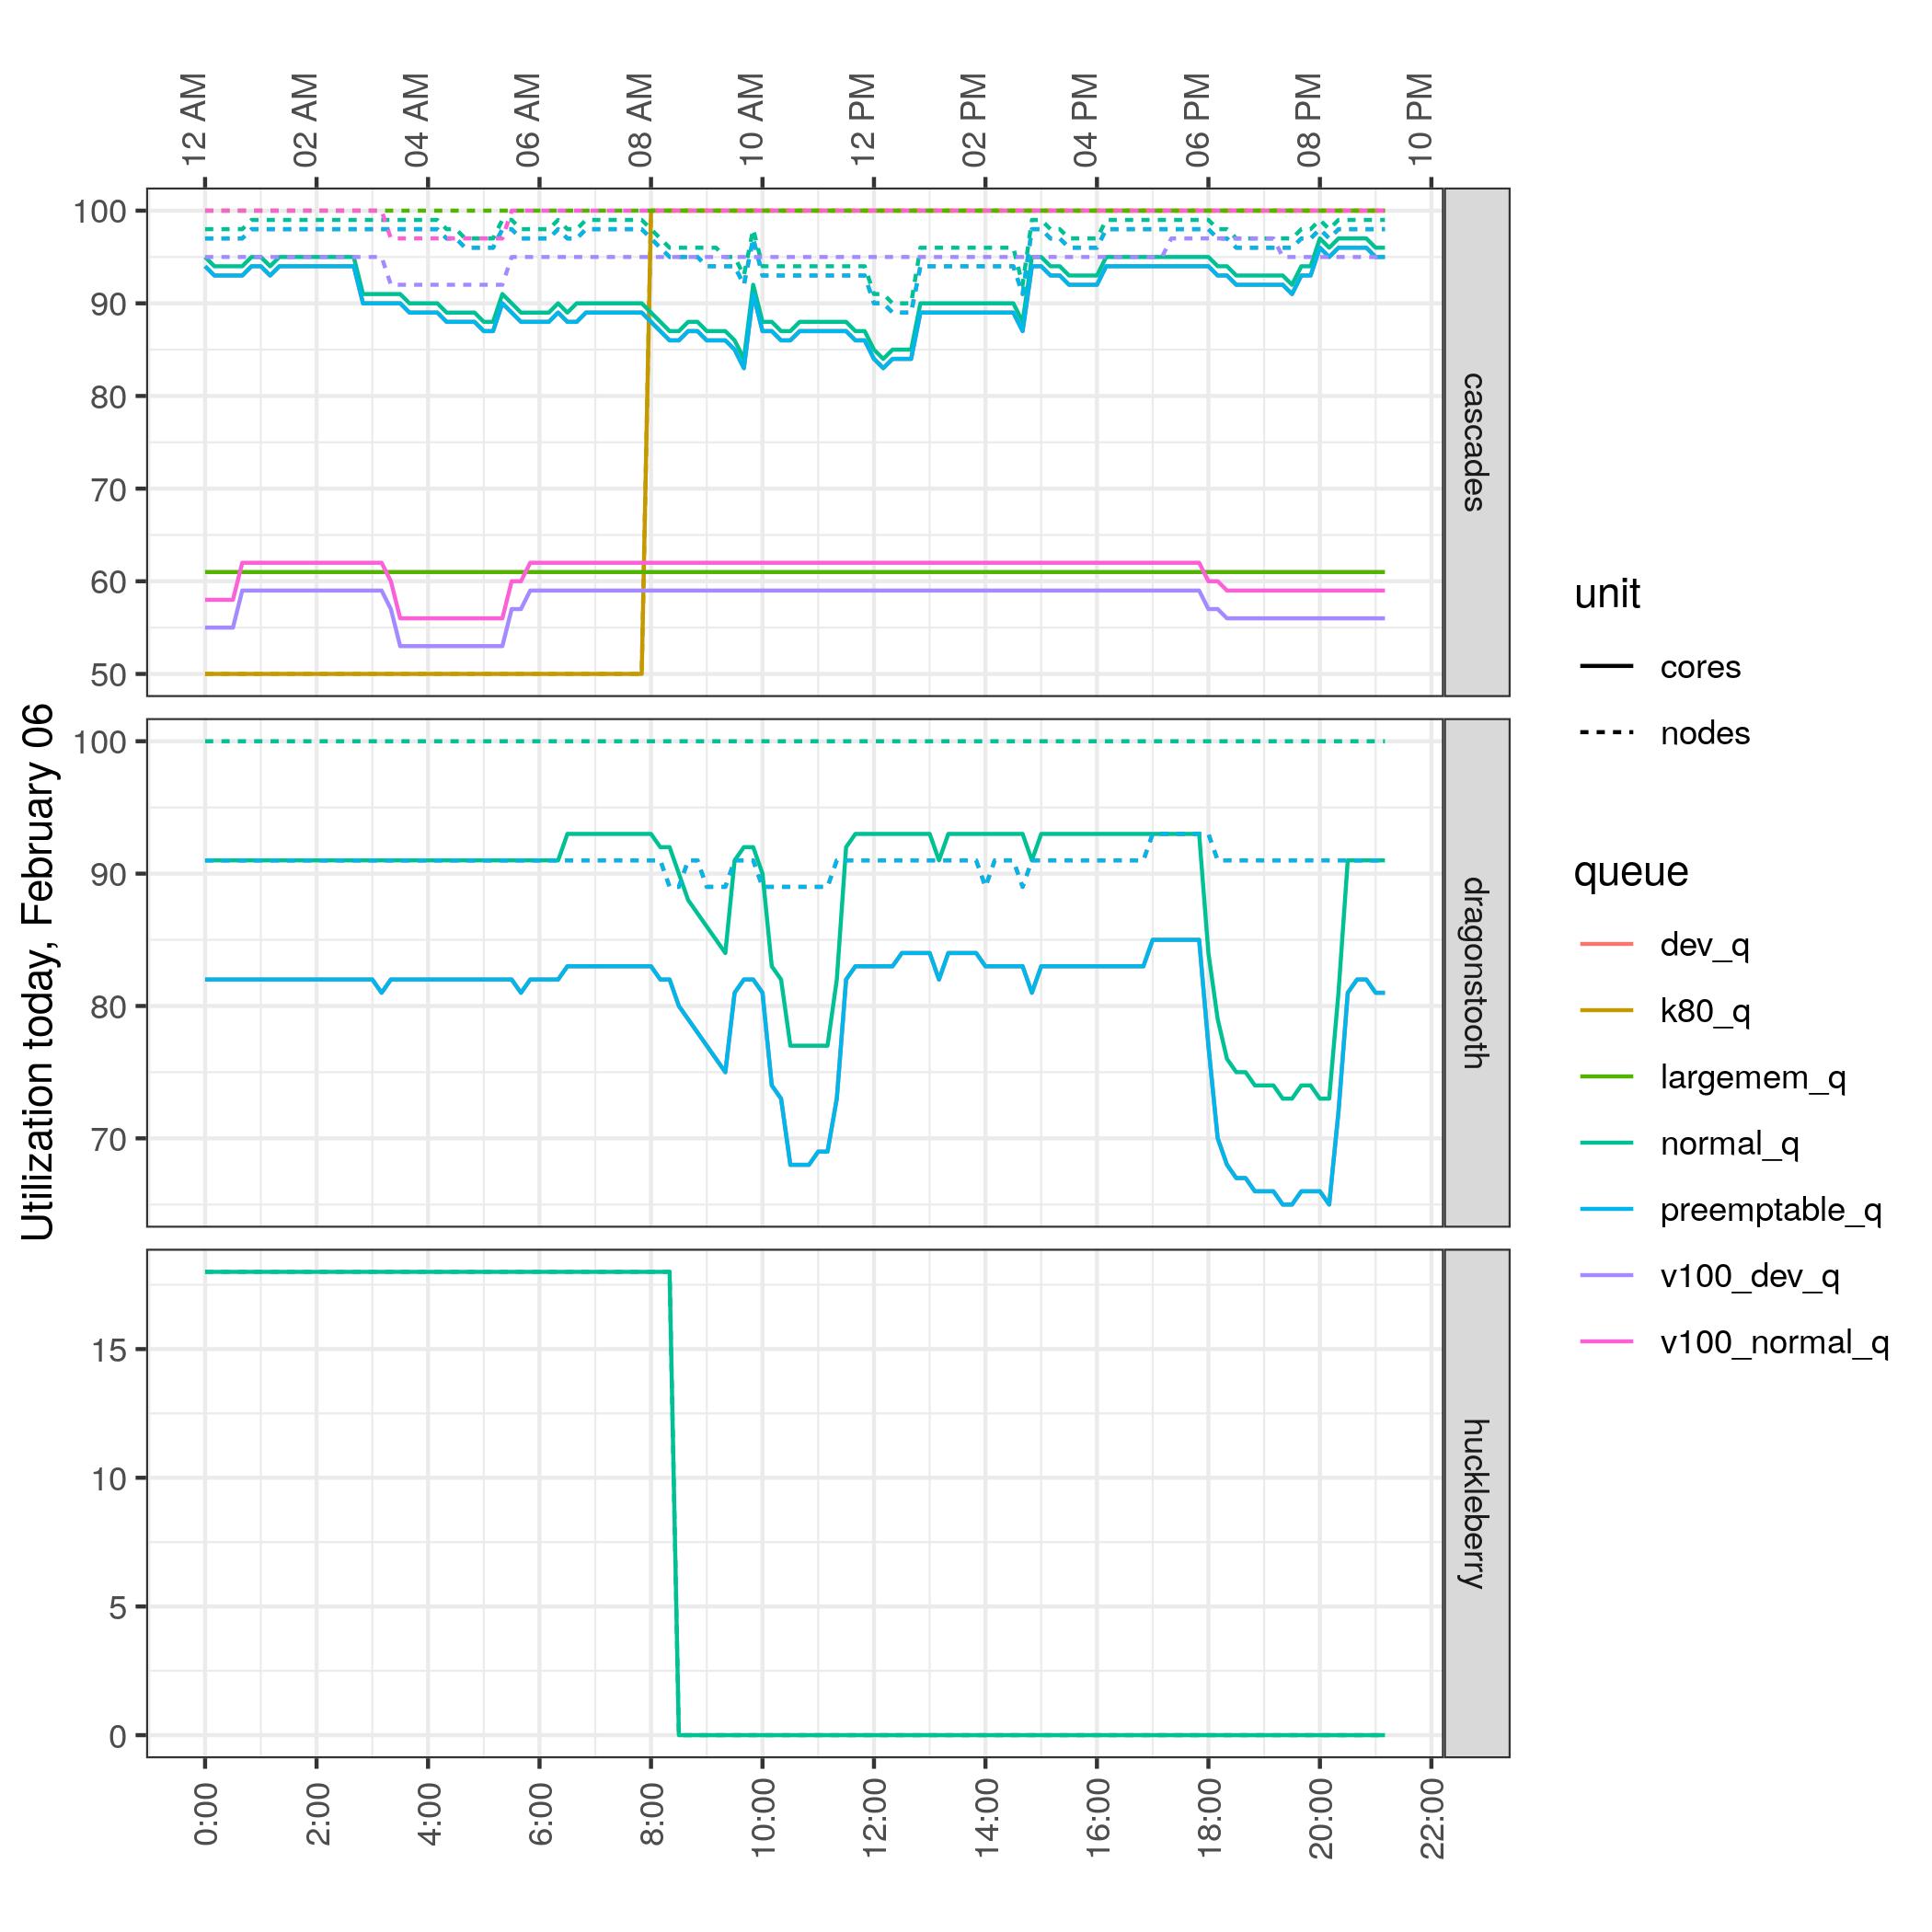 12 AM
02 AM
04 AM
06 AM
08 AM
10 AM
12 PM
02 PM
04 PM
06 PM
08 PM
10 PM
Utilization today, February 06
100
90
80
70
60
50
cascades
100
90
80
70
dragonstooth
15
10
5
0
huckleberry
0:00
2:00
4:00
6:00
8:00
10:00
12:00
14:00
16:00
18:00
20:00
22:00
unit
cores
nodes
queue
dev_q
k80_q
largemem_q
normal_q
preemptable_q
v100_dev_q
v100_normal_q